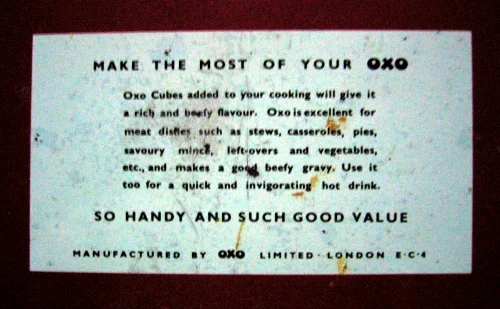 MAKE THE MOST OF YOUR OXO
Oxo Cubes added to your cooking will give it
a rich and beefy flavour. Oxo is excellent for
meat dishes such as stews, casseroles, pies,
savoury mince, left-overs and vegetables,
etc., and makes a good beefy gravy. Use it
too for a quick and invigorating hot drink.
SO HANDY AND SUCH GOOD VALUE
MANUFACTURED BY OXO LIMITED · LONDON E·C·4